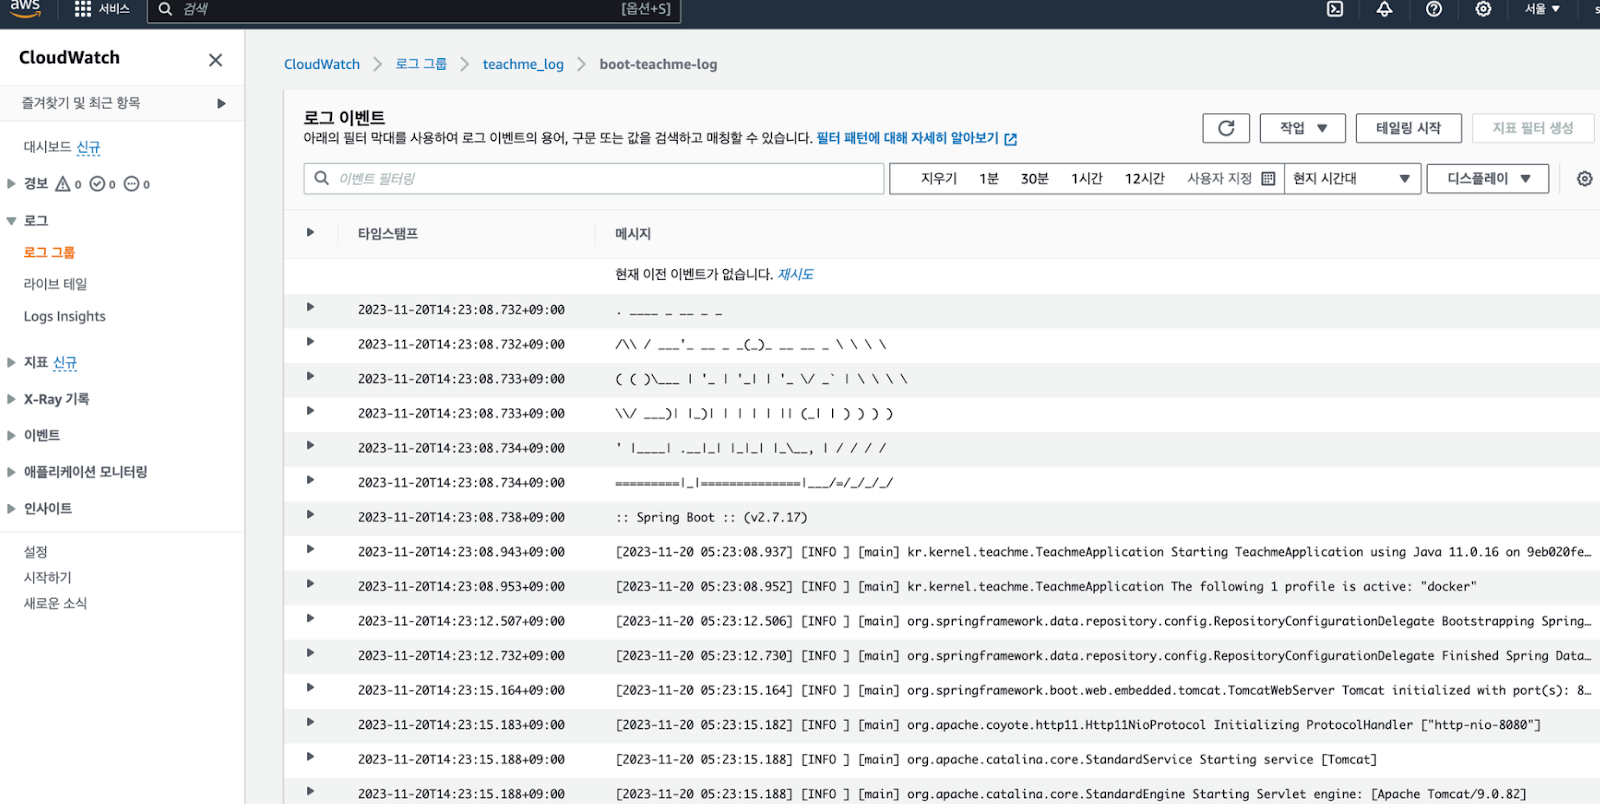 aws
서비스
검색
[옵션+S]
서울 ▼
CloudWatch
즐겨찾기 및 최근 항목
대시보드 신규
경보 0 0 0
로그
로그 그룹
라이브 테일
Logs Insights
지표 신규
X-Ray 기록
이벤트
애플리케이션 모니터링
인사이트
설정
시작하기
새로운 소식
CloudWatch > 로그 그룹 > teachme_log > boot-teachme-log
로그 이벤트
아래의 필터 막대를 사용하여 로그 이벤트의 용어, 구문 또는 값을 검색하고 매칭할 수 있습니다. 필터 패턴에 대해 자세히 알아보기
작업 ▼
테일링 시작
지표 필터 생성
이벤트 필터링
지우기 1분 30분 1시간 12시간 사용자 지정
현지 시간대 ▼
디스플레이 ▼
타임스탬프 메시지
현재 이전 이벤트가 없습니다. 재시도
2023-11-20T14:23:08.732+09:00 . ____ _ __ _ _
2023-11-20T14:23:08.732+09:00 /\\ / ___'_ __ _ _(_)_ __ __ _ \ \ \ \
2023-11-20T14:23:08.733+09:00 ( ( )\___ | '_ | '_| | '_ \/ _` | \ \ \ \
2023-11-20T14:23:08.733+09:00 \\/ ___)| |_)| | | | | || (_| | ) ) ) )
2023-11-20T14:23:08.734+09:00 ' |____| .__|_| |_|_| |_\__, | / / / /
2023-11-20T14:23:08.734+09:00 =========|_|==============|___/=/_/_/_/
2023-11-20T14:23:08.738+09:00 :: Spring Boot :: (v2.7.17)
2023-11-20T14:23:08.943+09:00 [2023-11-20 05:23:08.937] [INFO ] [main] kr.kernel.teachme.TeachmeApplication Starting TeachmeApplication using Java 11.0.16 on 9eb020fe…
2023-11-20T14:23:08.953+09:00 [2023-11-20 05:23:08.952] [INFO ] [main] kr.kernel.teachme.TeachmeApplication The following 1 profile is active: "docker"
2023-11-20T14:23:12.507+09:00 [2023-11-20 05:23:12.506] [INFO ] [main] org.springframework.data.repository.config.RepositoryConfigurationDelegate Bootstrapping Spring…
2023-11-20T14:23:12.732+09:00 [2023-11-20 05:23:12.730] [INFO ] [main] org.springframework.data.repository.config.RepositoryConfigurationDelegate Finished Spring Data…
2023-11-20T14:23:15.164+09:00 [2023-11-20 05:23:15.164] [INFO ] [main] org.springframework.boot.web.embedded.tomcat.TomcatWebServer Tomcat initialized with port(s): 8…
2023-11-20T14:23:15.183+09:00 [2023-11-20 05:23:15.182] [INFO ] [main] org.apache.coyote.http11.Http11NioProtocol Initializing ProtocolHandler ["http-nio-8080"]
2023-11-20T14:23:15.188+09:00 [2023-11-20 05:23:15.188] [INFO ] [main] org.apache.catalina.core.StandardService Starting service [Tomcat]
2023-11-20T14:23:15.188+09:00 [2023-11-20 05:23:15.188] [INFO ] [main] org.apache.catalina.core.StandardEngine Starting Servlet engine: [Apache Tomcat/9.0.82]